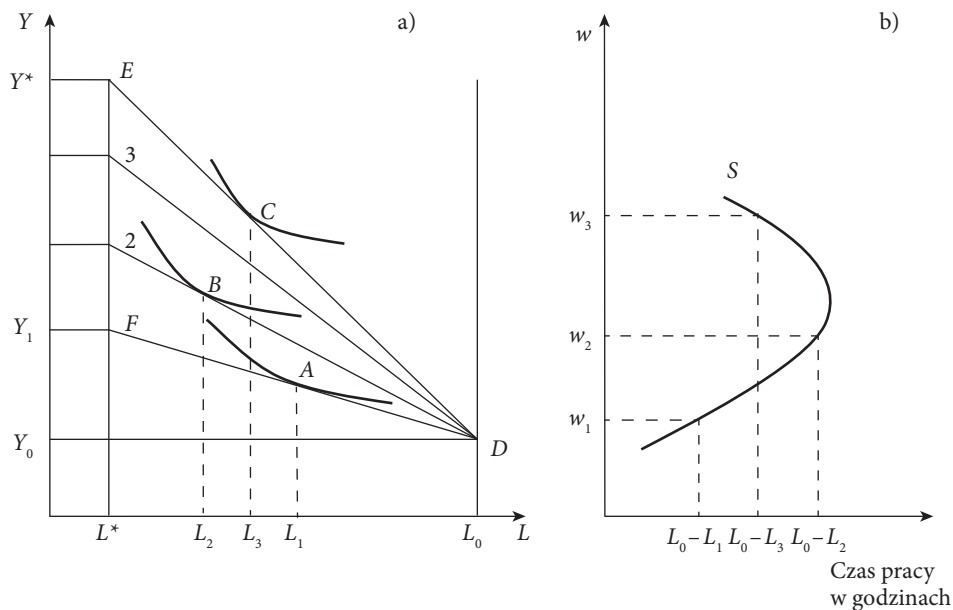 Y
a)
E
Y*
3
C
2
B
F
Y₁
A
Y₀
D
L*
L₂
L₃
L₁
L₀
L
w
b)
S
w₃
w₂
w₁
L₀ – L₁
L₀ – L₃
L₀ – L₂
Czas pracy
w godzinach